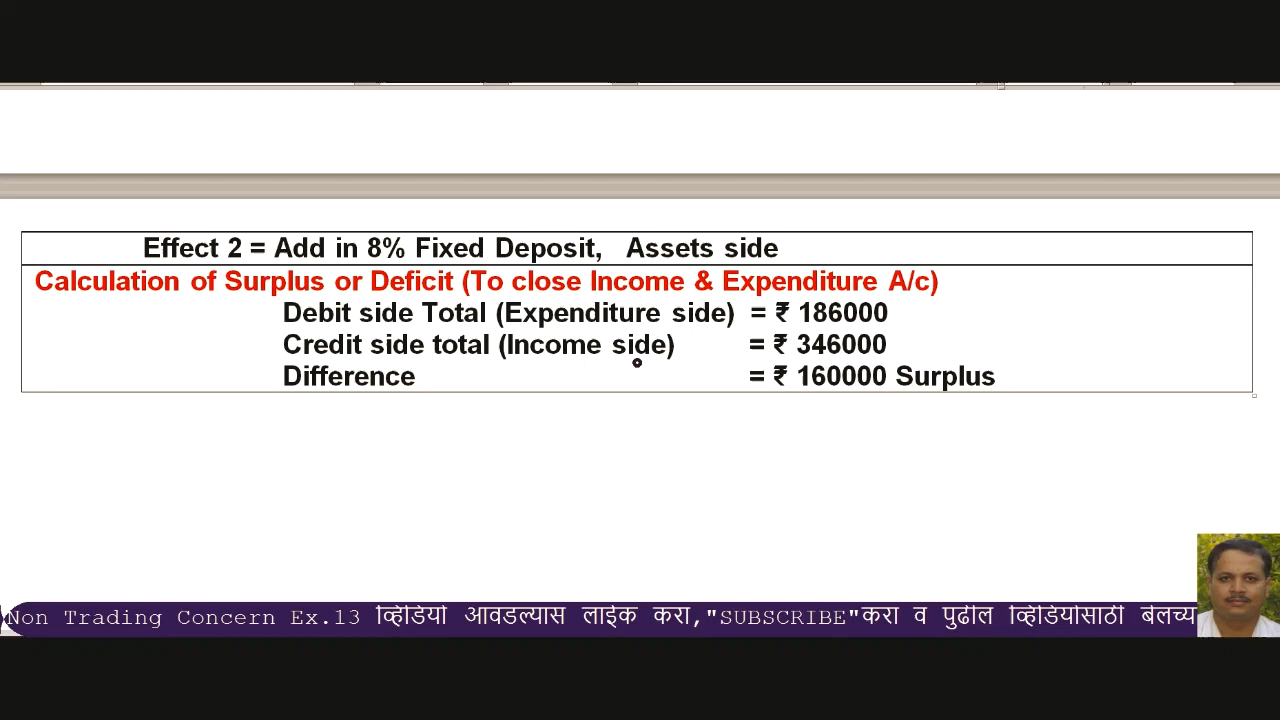 Effect 2 = Add in 8% Fixed Deposit, Assets side
Calculation of Surplus or Deficit (To close Income & Expenditure A/c)
Debit side Total (Expenditure side) = ₹ 186000
Credit side total (Income side) = ₹ 346000
Difference = ₹ 160000 Surplus
Non Trading Concern Ex.13 व्हिडियो आवडल्यास लाईक करा,"SUBSCRIBE"करा व पुढील व्हिडियोसाठी बेलच्य